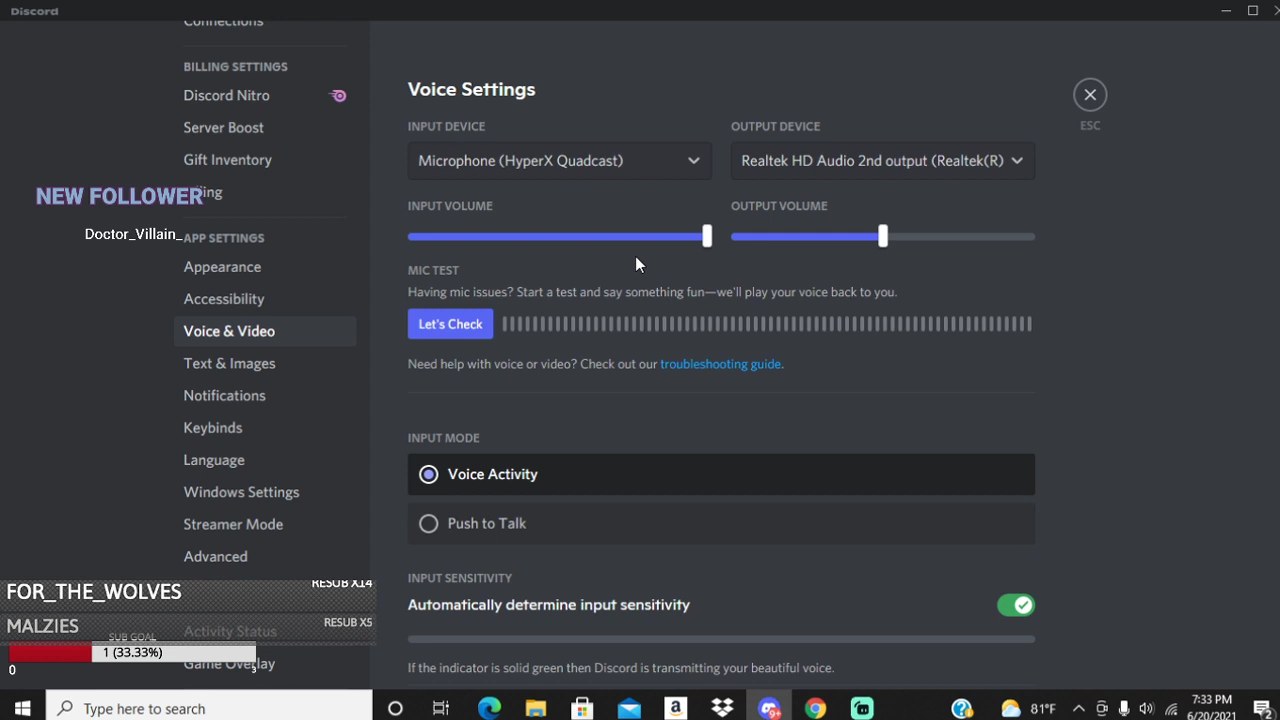 Discord
Connections
BILLING SETTINGS
Discord Nitro
Server Boost
Gift Inventory
NEW FOLLOWER
Doctor_Villain_
APP SETTINGS
Appearance
Accessibility
Voice & Video
Text & Images
Notifications
Keybinds
Language
Windows Settings
Streamer Mode
Advanced
FOR_THE_WOLVES RESUB X14
MALZIES RESUB X5
Activity Status
SUB GOAL
1 (33.33%)
0 3
Game Overlay
Voice Settings
ESC
INPUT DEVICE OUTPUT DEVICE
Microphone (HyperX Quadcast) Realtek HD Audio 2nd output (Realtek(R)
INPUT VOLUME OUTPUT VOLUME
MIC TEST
Having mic issues? Start a test and say something fun—we'll play your voice back to you.
Let's Check
Need help with voice or video? Check out our troubleshooting guide.
INPUT MODE
Voice Activity
Push to Talk
INPUT SENSITIVITY
Automatically determine input sensitivity
If the indicator is solid green then Discord is transmitting your beautiful voice.
Type here to search
9+
81°F
7:33 PM
6/20/2021
2